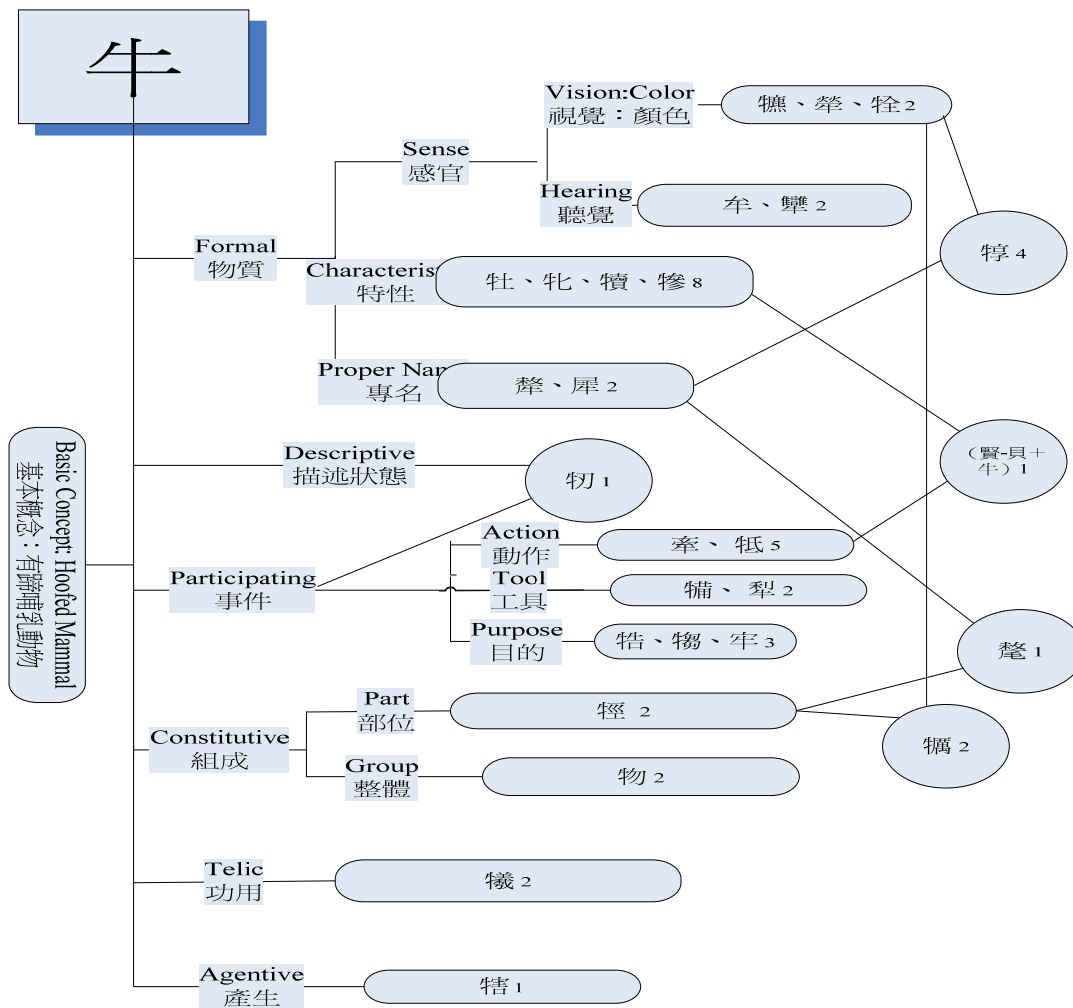 牛
Vision:Color
視覺：顏色
犥、犖、牷 2
Sense
感官
Hearing
聽覺
牟、犫 2
犉 4
Formal
物質
Characteris
特性
牡、牝、犢、犙 8
Proper Nam
專名
犛、犀 2
Descriptive
描述狀態
牣 1
（賢-貝＋
牛）1
Basic Concept: Hoofed Mammal
基本概念：有蹄哺乳動物
Action
動作
牽、牴 5
Participating
事件
Tool
工具
犕、犁 2
Purpose
目的
牿、犓、牢 3
氂 1
Part
部位
牼 2
Constitutive
組成
犡 2
Group
整體
物 2
Telic
功用
犧 2
Agentive
產生
犗 1